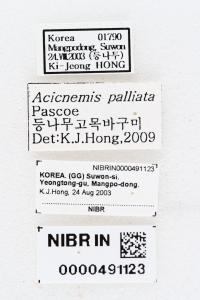 Korea 01790
Mangpodong, Suwon
24.VIII.2003 (등나무)
Ki-Jeong HONG
Acicnemis palliata
Pascoe
등나무고목바구미
Det:K.J.Hong,2009
NIBRIN0000491123
KOREA. (GG) Suwon-si,
Yeongtong-gu, Mangpo-dong.
K.J.Hong, 24 Aug 2003
NIBR
NIBR IN
0000491123